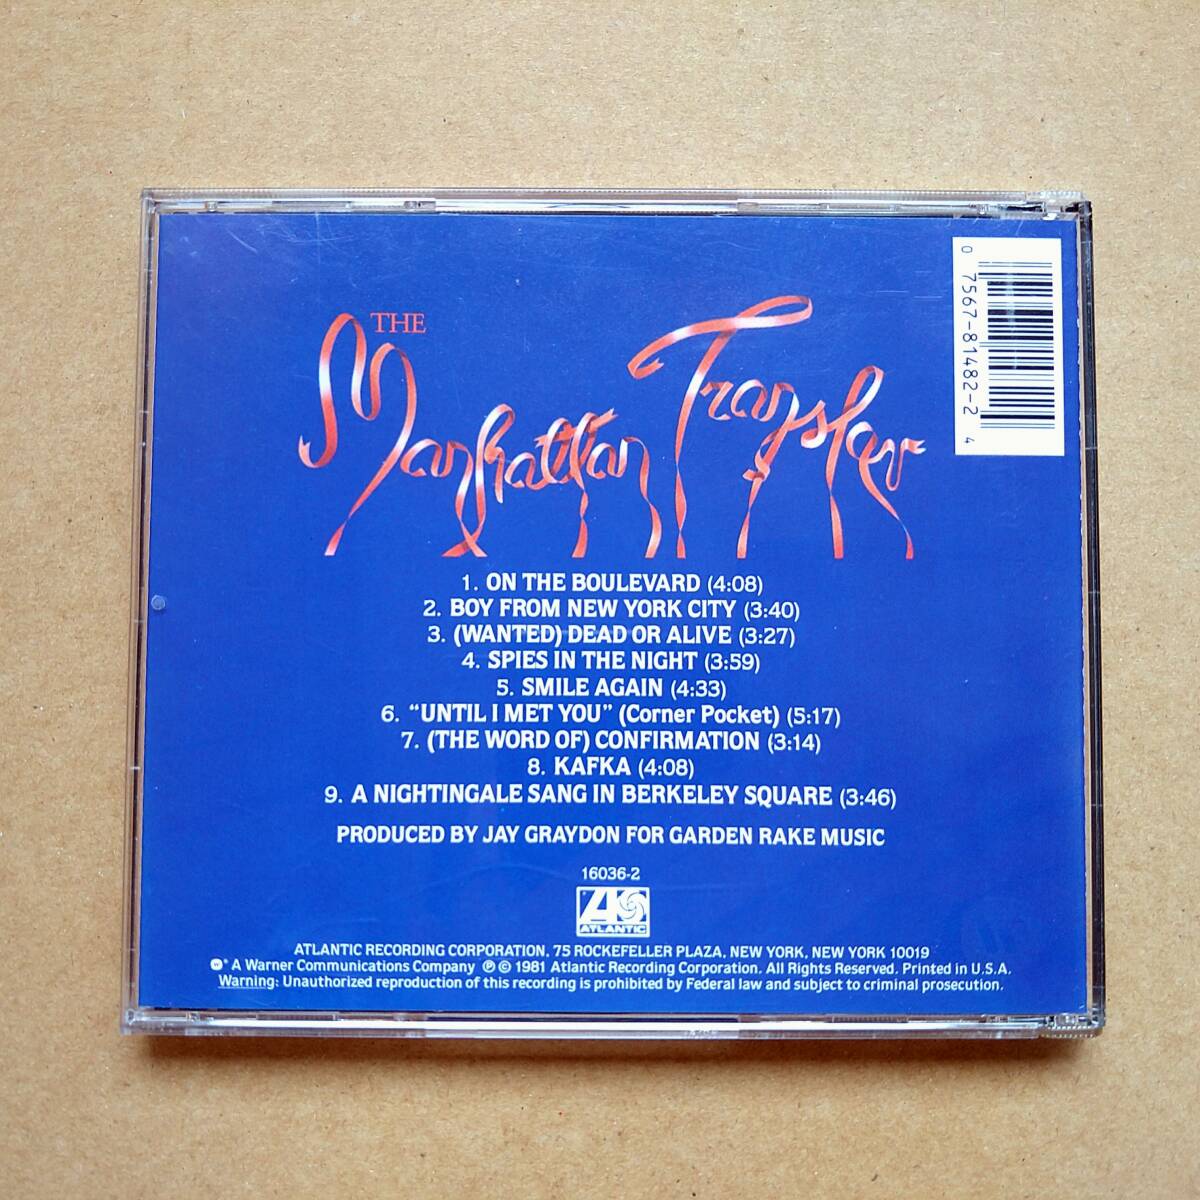 THE
Manhattan Transfer
0 7567-81482-2 4
1. ON THE BOULEVARD (4:08)
2. BOY FROM NEW YORK CITY (3:40)
3. (WANTED) DEAD OR ALIVE (3:27)
4. SPIES IN THE NIGHT (3:59)
5. SMILE AGAIN (4:33)
6. “UNTIL I MET YOU” (Corner Pocket) (5:17)
7. (THE WORD OF) CONFIRMATION (3:14)
8. KAFKA (4:08)
9. A NIGHTINGALE SANG IN BERKELEY SQUARE (3:46)
PRODUCED BY JAY GRAYDON FOR GARDEN RAKE MUSIC
16036-2
ATLANTIC
ATLANTIC RECORDING CORPORATION, 75 ROCKEFELLER PLAZA, NEW YORK, NEW YORK 10019
A Warner Communications Company ℗ © 1981 Atlantic Recording Corporation. All Rights Reserved. Printed in U.S.A.
Warning: Unauthorized reproduction of this recording is prohibited by Federal law and subject to criminal prosecution.